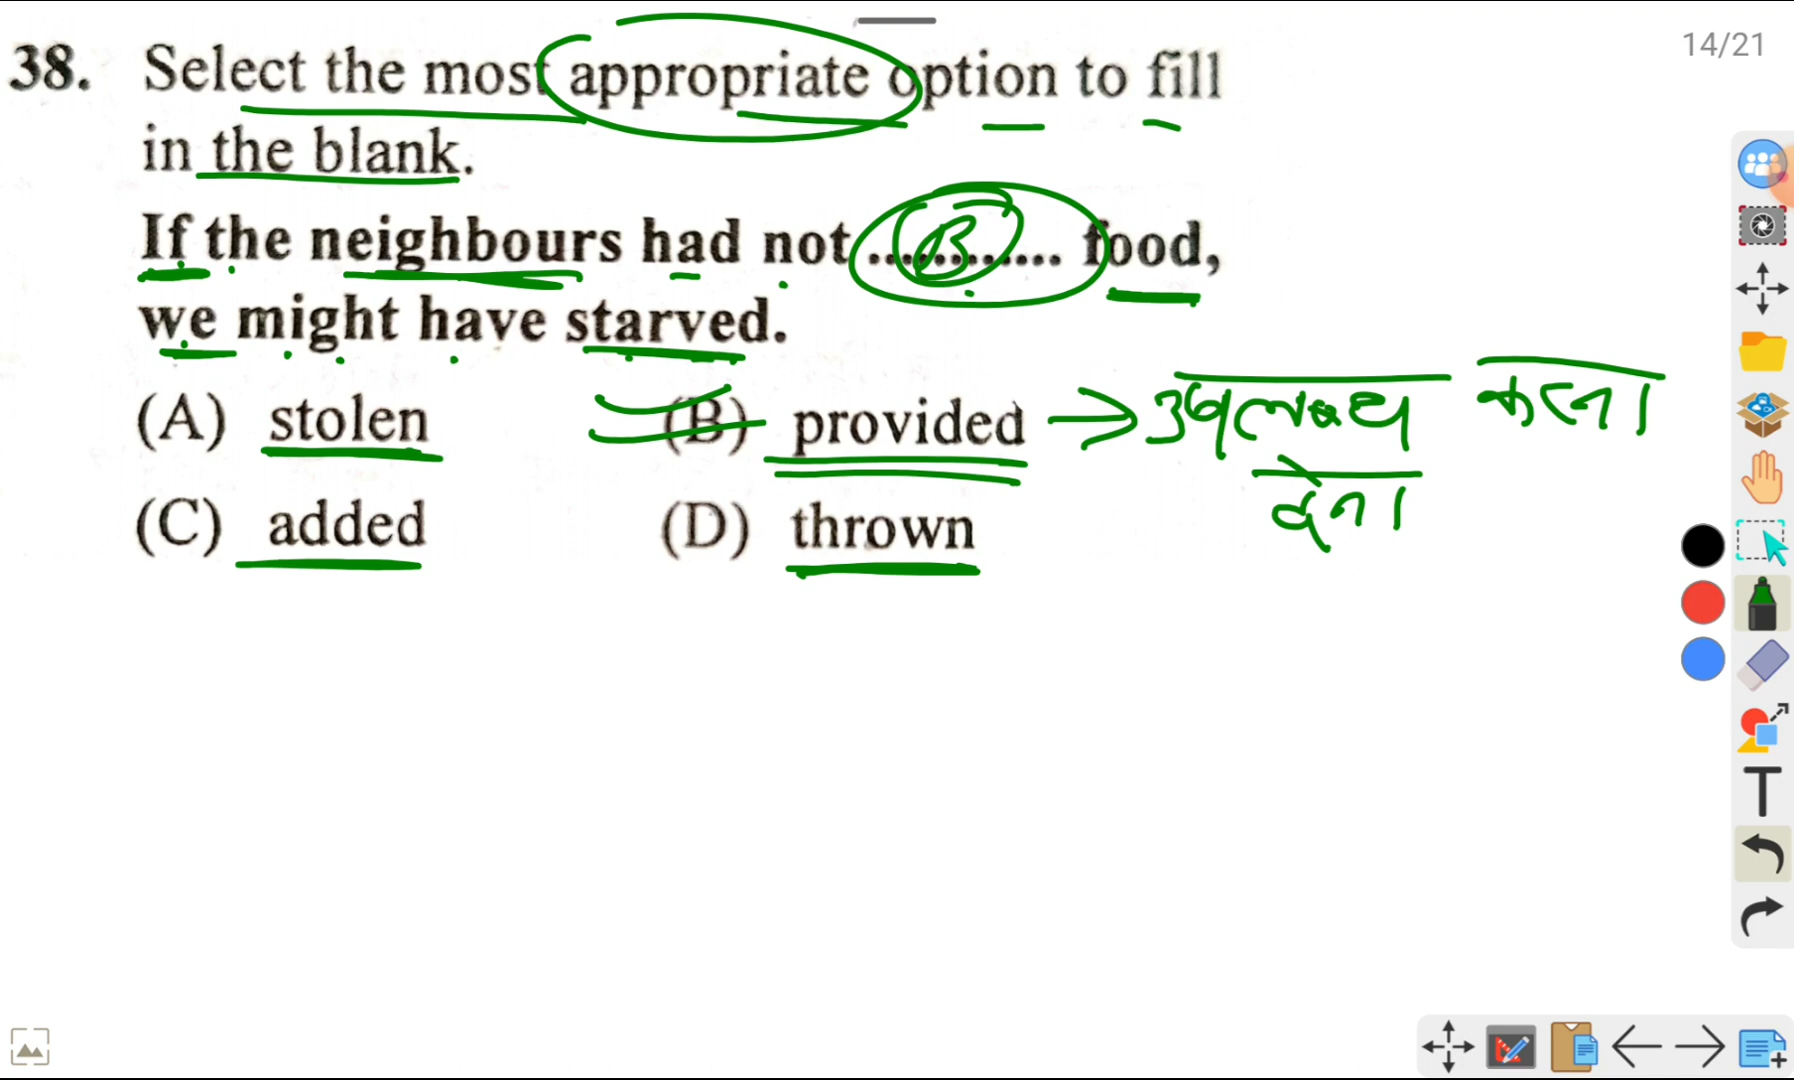 14/21
38. Select the most appropriate option to fill
in the blank.
If the neighbours had not ............ food,
B
we might have starved.
(A) stolen (B) provided → उपलब्ध करना
देना
(C) added (D) thrown
T